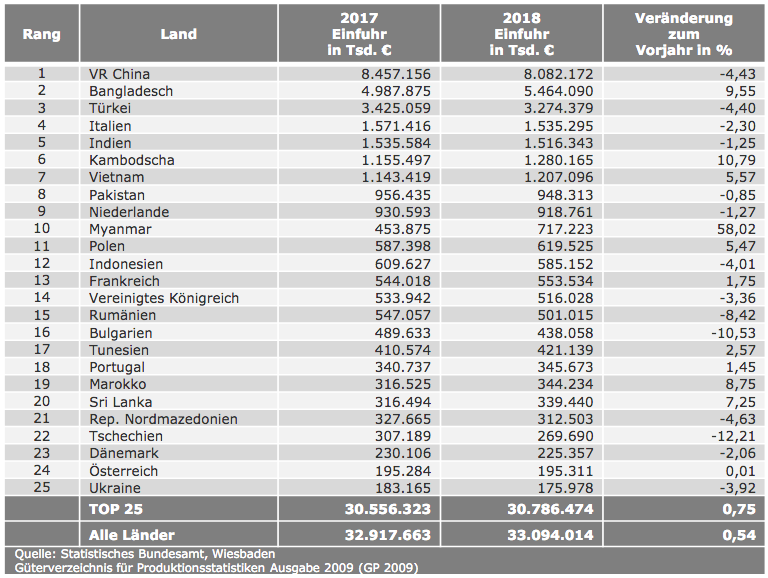 Rang Land 2017 Einfuhr in Tsd. € 2018 Einfuhr in Tsd. € Veränderung zum Vorjahr in %
1 VR China 8.457.156 8.082.172 -4,43
2 Bangladesch 4.987.875 5.464.090 9,55
3 Türkei 3.425.059 3.274.379 -4,40
4 Italien 1.571.416 1.535.295 -2,30
5 Indien 1.535.584 1.516.343 -1,25
6 Kambodscha 1.155.497 1.280.165 10,79
7 Vietnam 1.143.419 1.207.096 5,57
8 Pakistan 956.435 948.313 -0,85
9 Niederlande 930.593 918.761 -1,27
10 Myanmar 453.875 717.223 58,02
11 Polen 587.398 619.525 5,47
12 Indonesien 609.627 585.152 -4,01
13 Frankreich 544.018 553.534 1,75
14 Vereinigtes Königreich 533.942 516.028 -3,36
15 Rumänien 547.057 501.015 -8,42
16 Bulgarien 489.633 438.058 -10,53
17 Tunesien 410.574 421.139 2,57
18 Portugal 340.737 345.673 1,45
19 Marokko 316.525 344.234 8,75
20 Sri Lanka 316.494 339.440 7,25
21 Rep. Nordmazedonien 327.665 312.503 -4,63
22 Tschechien 307.189 269.690 -12,21
23 Dänemark 230.106 225.357 -2,06
24 Österreich 195.284 195.311 0,01
25 Ukraine 183.165 175.978 -3,92
TOP 25 30.556.323 30.786.474 0,75
Alle Länder 32.917.663 33.094.014 0,54
Quelle: Statistisches Bundesamt, Wiesbaden
Güterverzeichnis für Produktionsstatistiken Ausgabe 2009 (GP 2009)